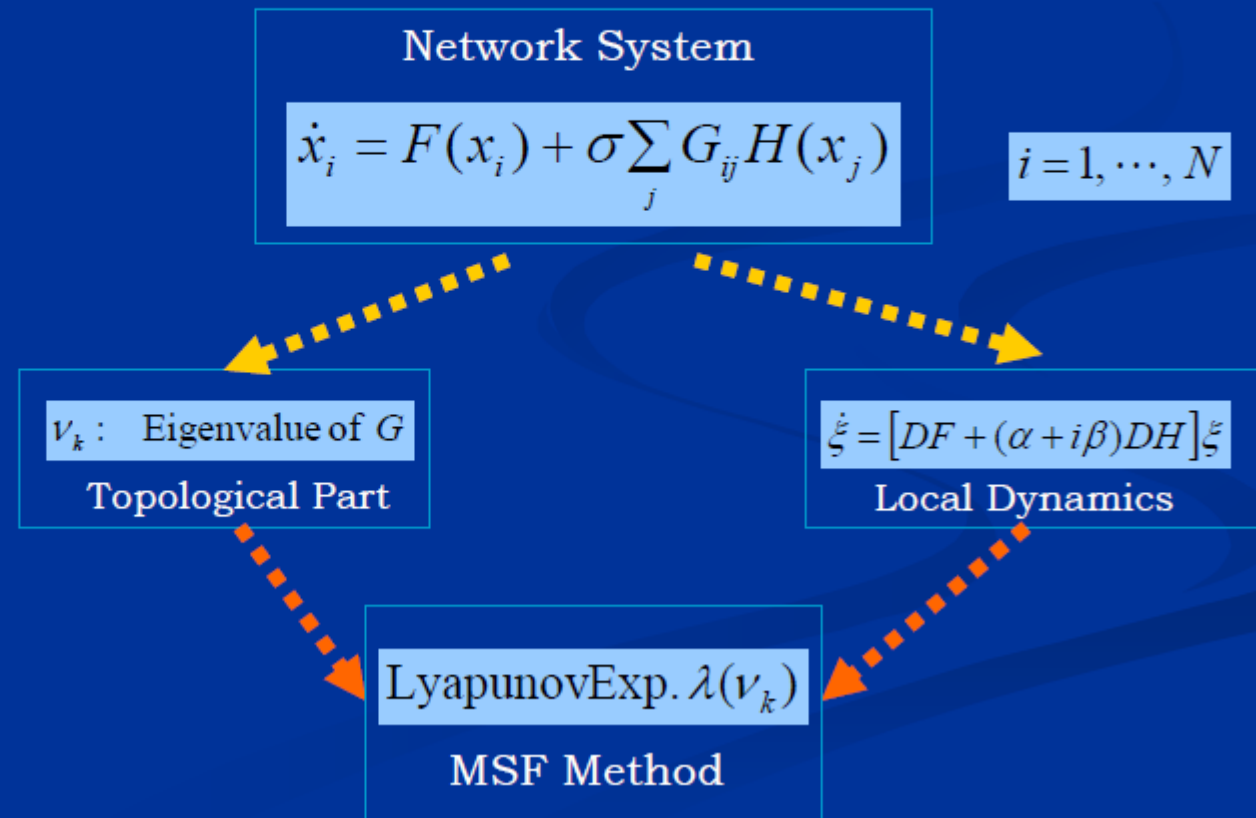 Network System
ẋ_i = F(x_i) + σ∑_j G_ij H(x_j)
i = 1, ⋯, N
ν_k : Eigenvalue of G
Topological Part
ξ̇ = [DF + (α + iβ)DH]ξ
Local Dynamics
LyapunovExp. λ(ν_k)
MSF Method